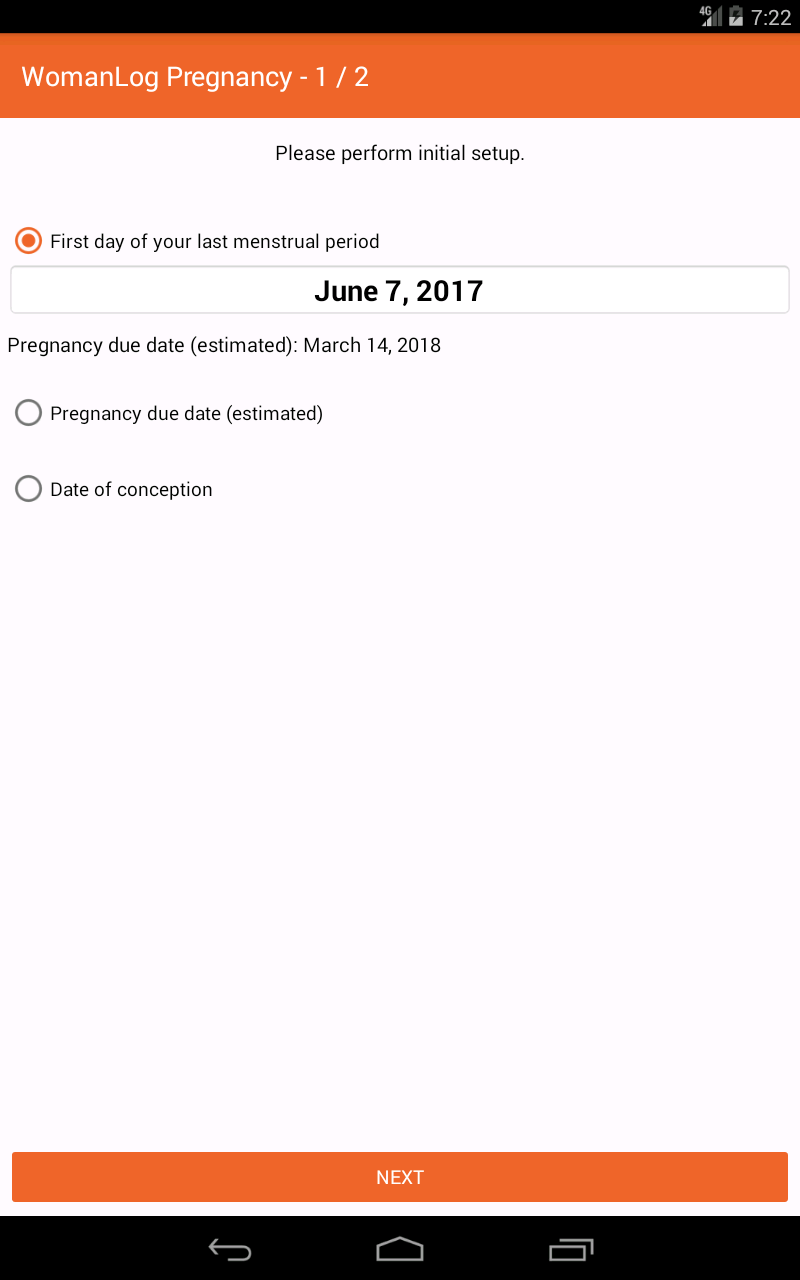 4G 7:22
WomanLog Pregnancy - 1 / 2
Please perform initial setup.
First day of your last menstrual period
June 7, 2017
Pregnancy due date (estimated): March 14, 2018
Pregnancy due date (estimated)
Date of conception
NEXT